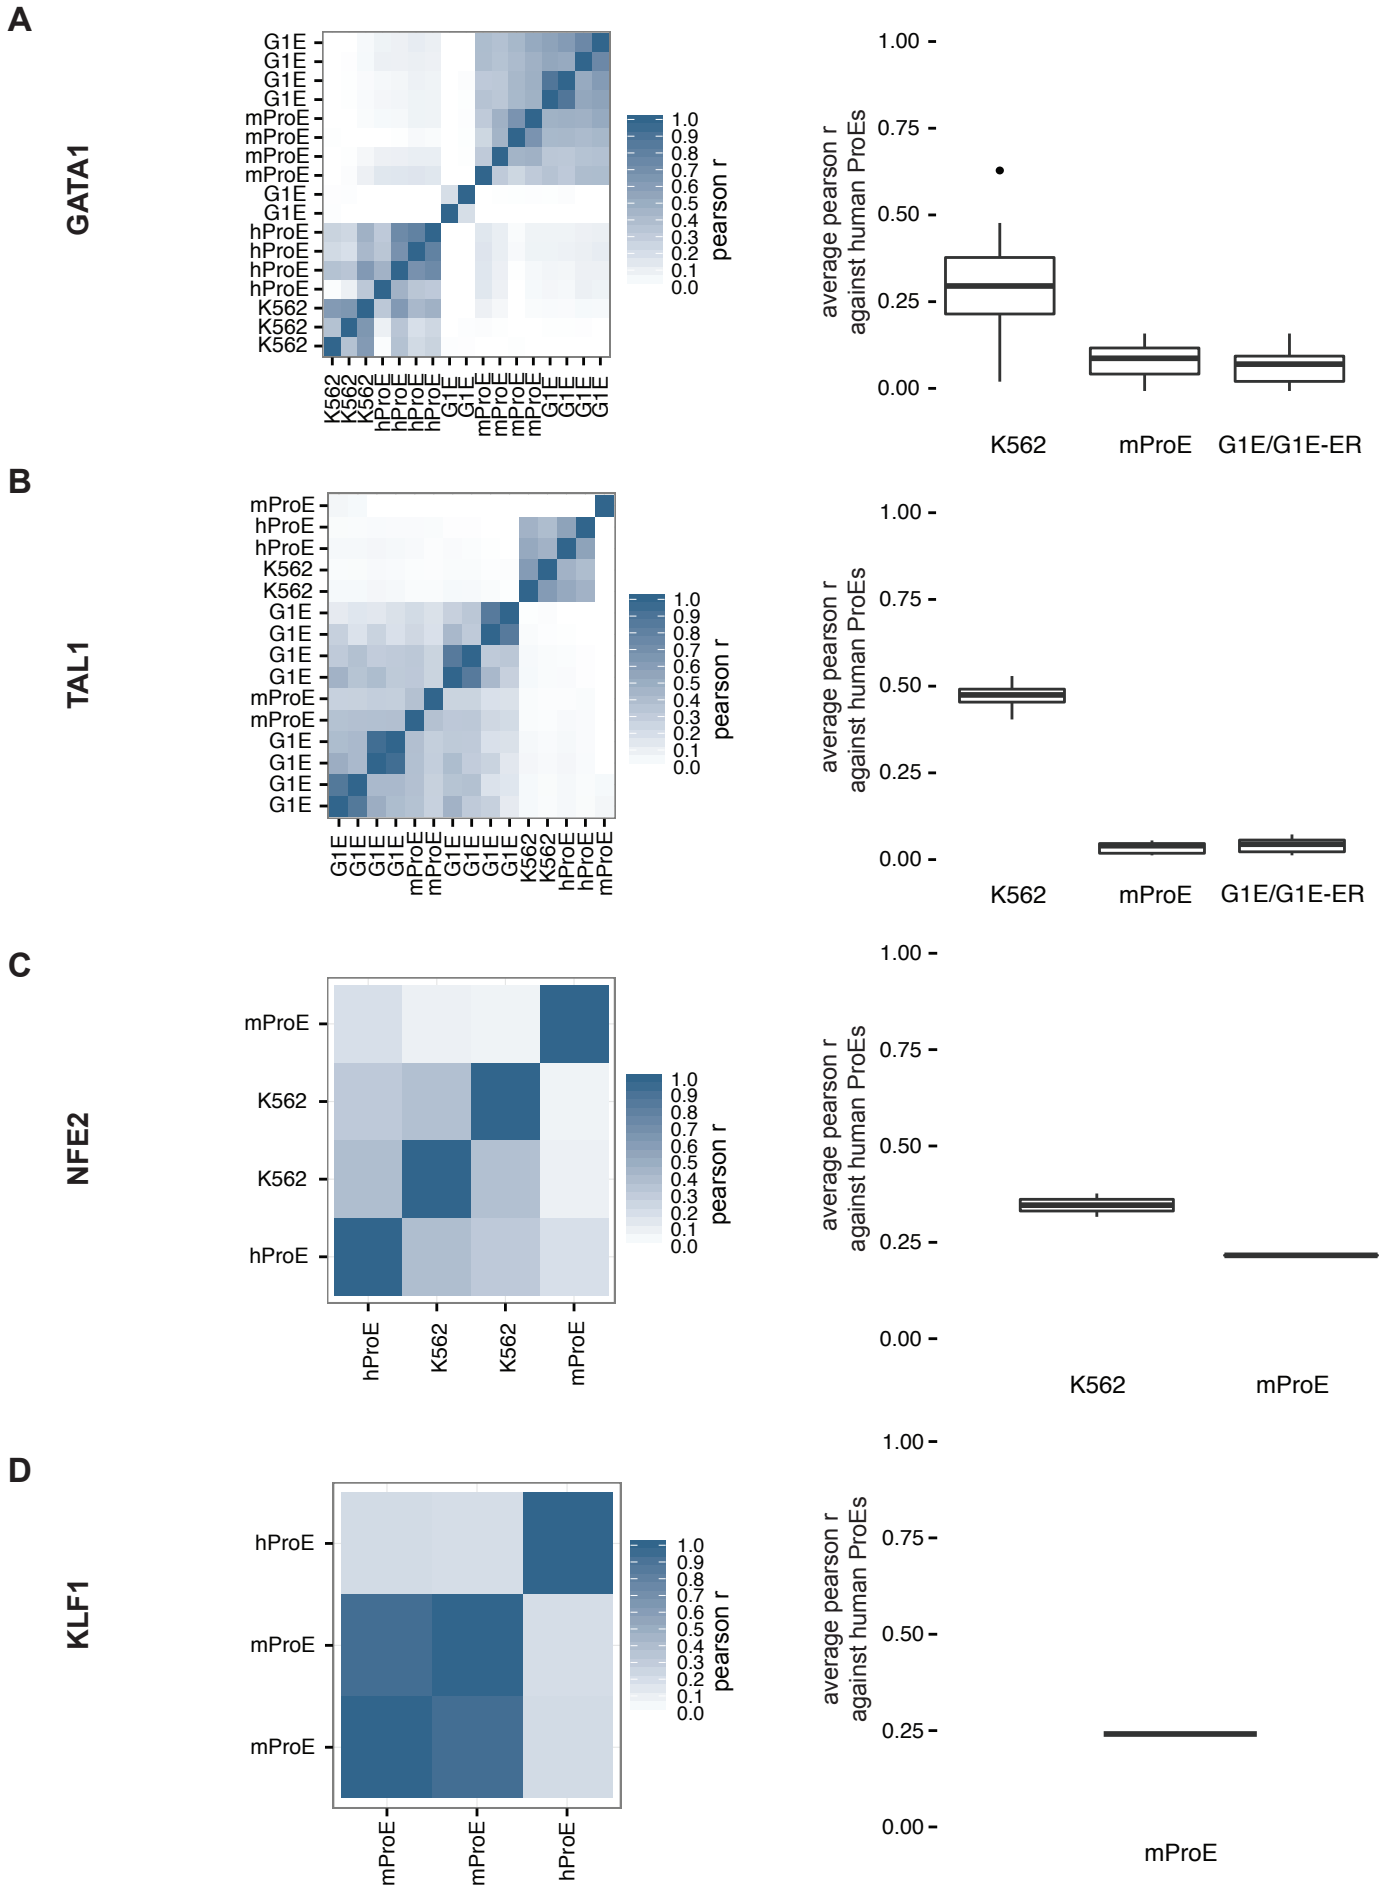 A
GATA1
G1E
G1E
G1E
G1E
mProE
mProE
mProE
mProE
G1E
G1E
hProE
hProE
hProE
hProE
K562
K562
K562
K562
K562
K562
hProE
hProE
hProE
hProE
G1E
G1E
mProE
mProE
mProE
mProE
G1E
G1E
G1E
G1E
1.0
0.9
0.8
0.7
0.6
0.5
0.4
0.3
0.2
0.1
0.0
pearson r
average pearson r
against human ProEs
1.00
0.75
0.50
0.25
0.00
K562
mProE
G1E/G1E-ER
B
TAL1
mProE
hProE
hProE
K562
K562
G1E
G1E
G1E
G1E
mProE
mProE
G1E
G1E
G1E
G1E
G1E
G1E
G1E
G1E
mProE
mProE
G1E
G1E
G1E
G1E
K562
K562
hProE
hProE
mProE
1.0
0.9
0.8
0.7
0.6
0.5
0.4
0.3
0.2
0.1
0.0
pearson r
average pearson r
against human ProEs
1.00
0.75
0.50
0.25
0.00
K562
mProE
G1E/G1E-ER
C
NFE2
mProE
K562
K562
hProE
hProE
K562
K562
mProE
1.0
0.9
0.8
0.7
0.6
0.5
0.4
0.3
0.2
0.1
0.0
pearson r
average pearson r
against human ProEs
1.00
0.75
0.50
0.25
0.00
K562
mProE
D
KLF1
hProE
mProE
mProE
mProE
mProE
hProE
1.0
0.9
0.8
0.7
0.6
0.5
0.4
0.3
0.2
0.1
0.0
pearson r
average pearson r
against human ProEs
1.00
0.75
0.50
0.25
0.00
mProE